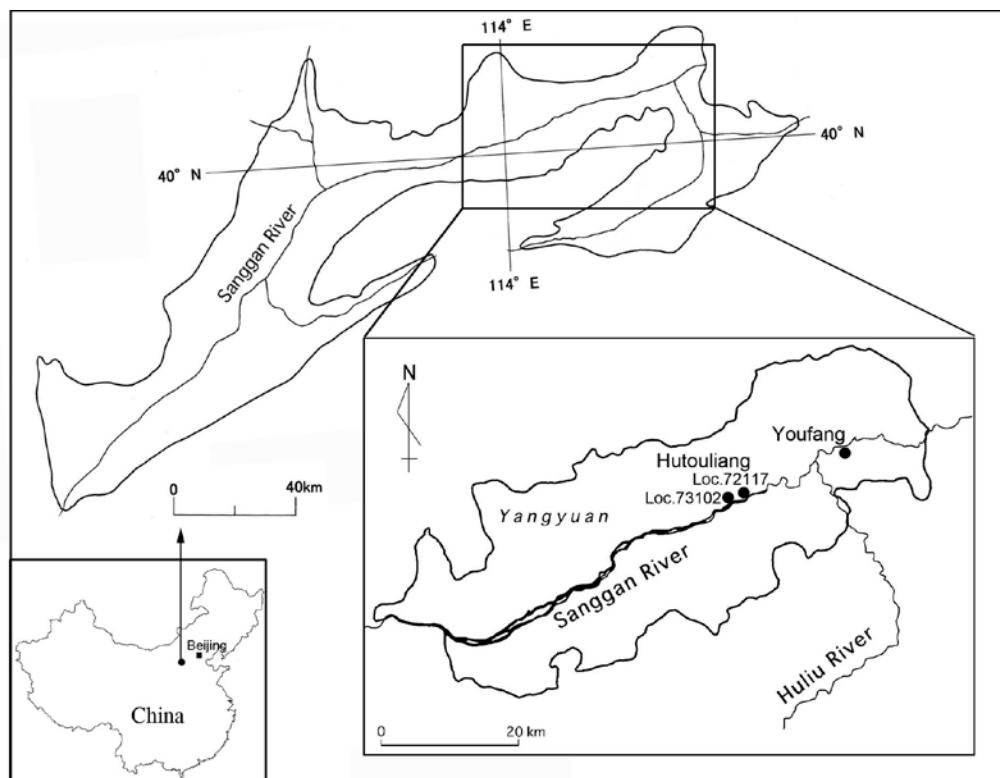 114° E
40° N
40° N
Sanggan River
114° E
0 40km
N
Youfang
Hutouliang
Loc.72117
Loc.73102
Yangyuan
Sanggan River
Huliu River
0 20 km
Beijing
China